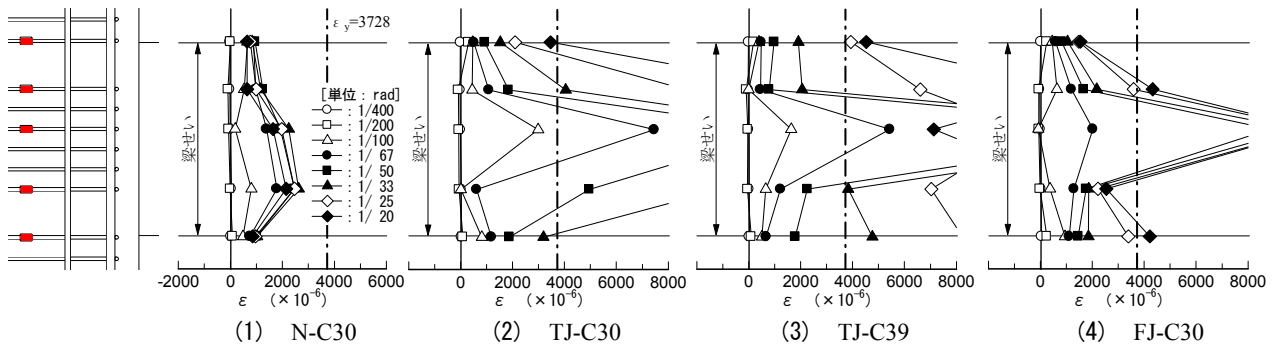 ε y=3728
[単位：rad]
：1/400
：1/200
：1/100
：1/ 67
：1/ 50
：1/ 33
：1/ 25
：1/ 20
梁せい
梁せい
梁せい
梁せい
-2000 0 2000 4000 6000
0 2000 4000 6000 8000
0 2000 4000 6000 8000
0 2000 4000 6000 8000
ε （×10⁻⁶）
ε （×10⁻⁶）
ε （×10⁻⁶）
ε （×10⁻⁶）
(1) N-C30
(2) TJ-C30
(3) TJ-C39
(4) FJ-C30